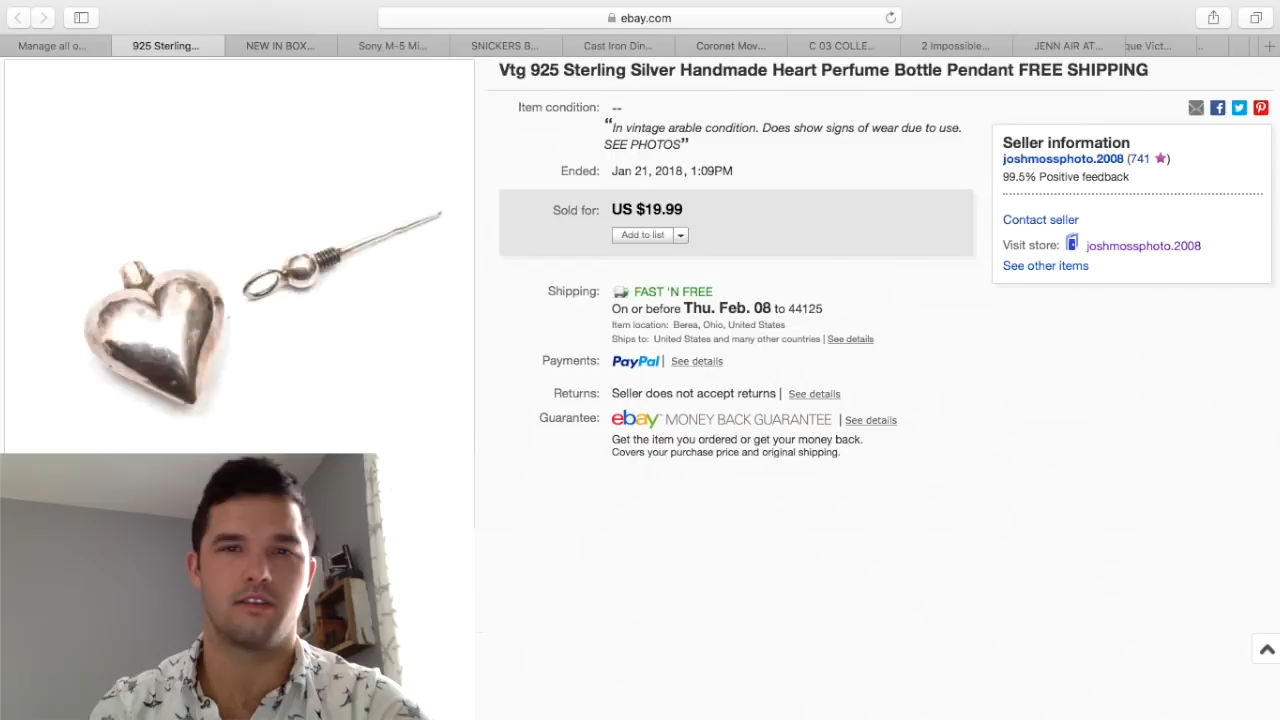 ebay.com
Manage all o...
925 Sterling...
NEW IN BOX...
Sony M-5 Mi...
SNICKERS B...
Cast Iron Din...
Coronet Mov...
C 03 COLLE...
2 Impossible...
JENN AIR AT...
que Vict...
Vtg 925 Sterling Silver Handmade Heart Perfume Bottle Pendant FREE SHIPPING
Item condition: --
“In vintage arable condition. Does show signs of wear due to use.
SEE PHOTOS”
Ended: Jan 21, 2018, 1:09PM
Sold for: US $19.99
Add to list
Shipping: FAST 'N FREE
On or before Thu. Feb. 08 to 44125
Item location: Berea, Ohio, United States
Ships to: United States and many other countries | See details
Payments: PayPal | See details
Returns: Seller does not accept returns | See details
Guarantee: ebay MONEY BACK GUARANTEE | See details
Get the item you ordered or get your money back.
Covers your purchase price and original shipping.
Seller information
joshmossphoto.2008 (741 ★)
99.5% Positive feedback
Contact seller
Visit store: joshmossphoto.2008
See other items